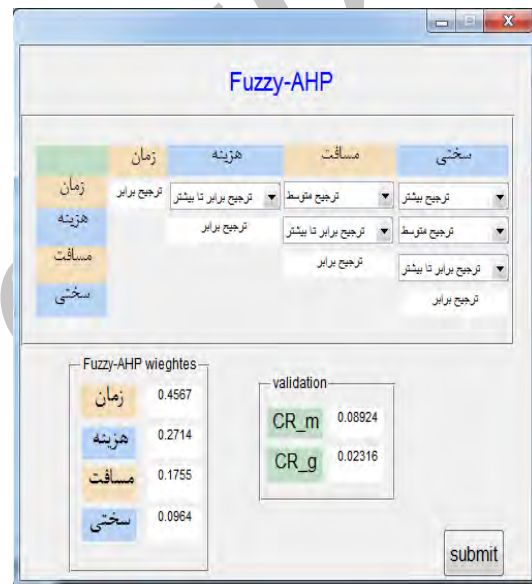 Fuzzy-AHP
زمان هزینه مسافت سختی
زمان ترجیح برابر ترجیح برابر تا بیشتر ترجیح متوسط ترجیح بیشتر
هزینه ترجیح برابر ترجیح برابر تا بیشتر ترجیح متوسط
مسافت ترجیح برابر ترجیح برابر تا بیشتر
سختی ترجیح برابر
Fuzzy-AHP wieghtes
زمان 0.4567
هزینه 0.2714
مسافت 0.1755
سختی 0.0964
validation
CR_m 0.08924
CR_g 0.02316
submit